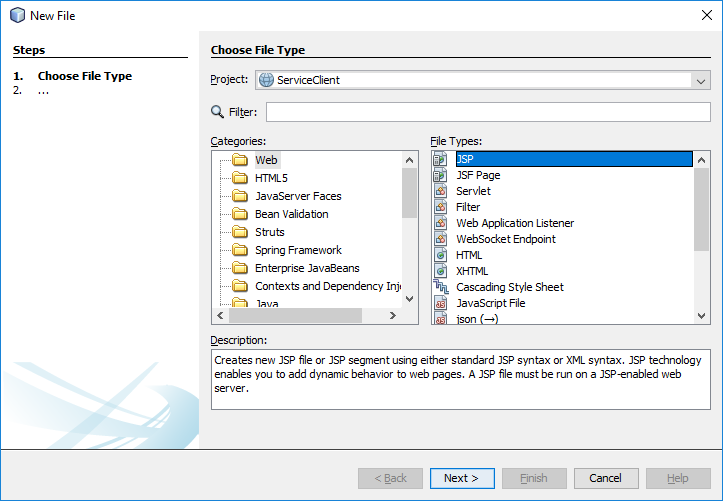 New File
Steps
1. Choose File Type
2. ...
Choose File Type
Project: ServiceClient
Filter:
Categories:
Web
HTML5
JavaServer Faces
Bean Validation
Struts
Spring Framework
Enterprise JavaBeans
Contexts and Dependency Inje
Java
File Types:
JSP
JSF Page
Servlet
Filter
Web Application Listener
WebSocket Endpoint
HTML
XHTML
Cascading Style Sheet
JavaScript File
json (→)
Description:
Creates new JSP file or JSP segment using either standard JSP syntax or XML syntax. JSP technology
enables you to add dynamic behavior to web pages. A JSP file must be run on a JSP-enabled web
server.
< Back
Next >
Finish
Cancel
Help